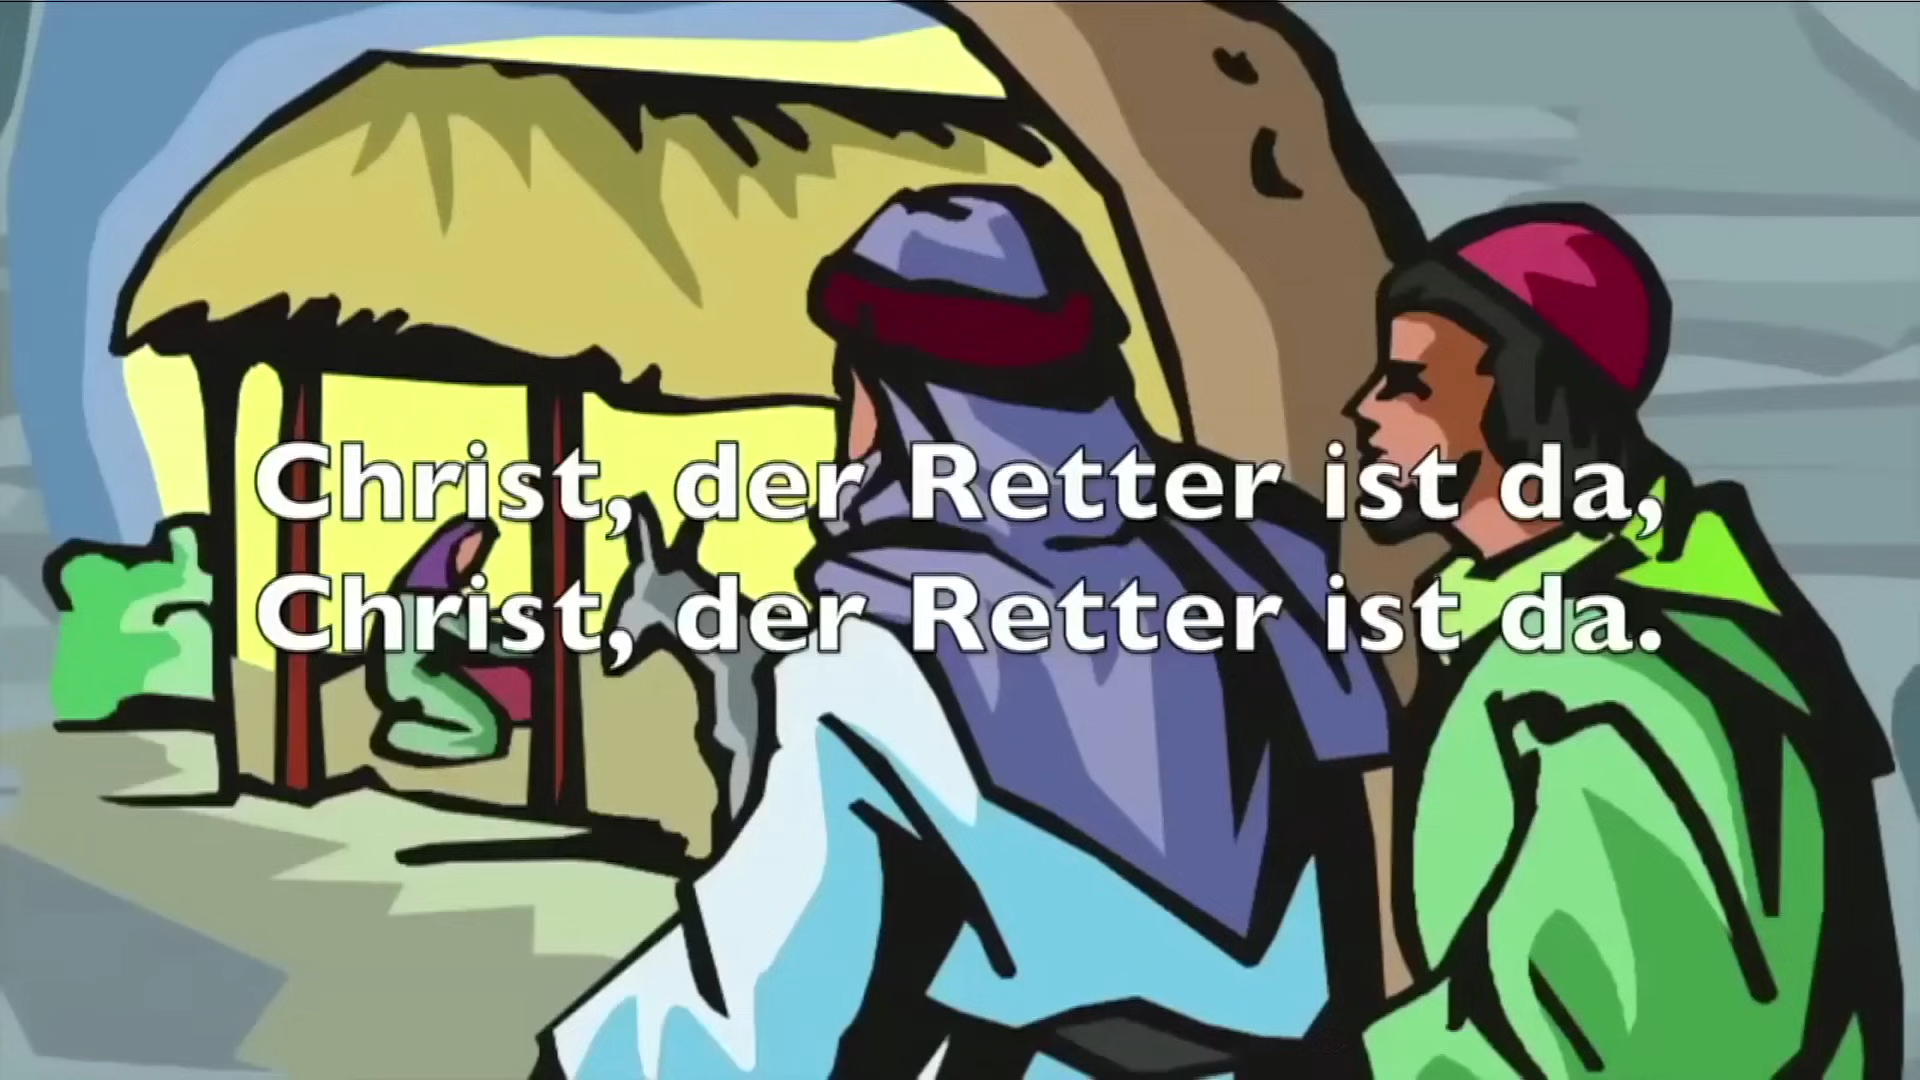 Christ, der Retter ist da,
Christ, der Retter ist da.